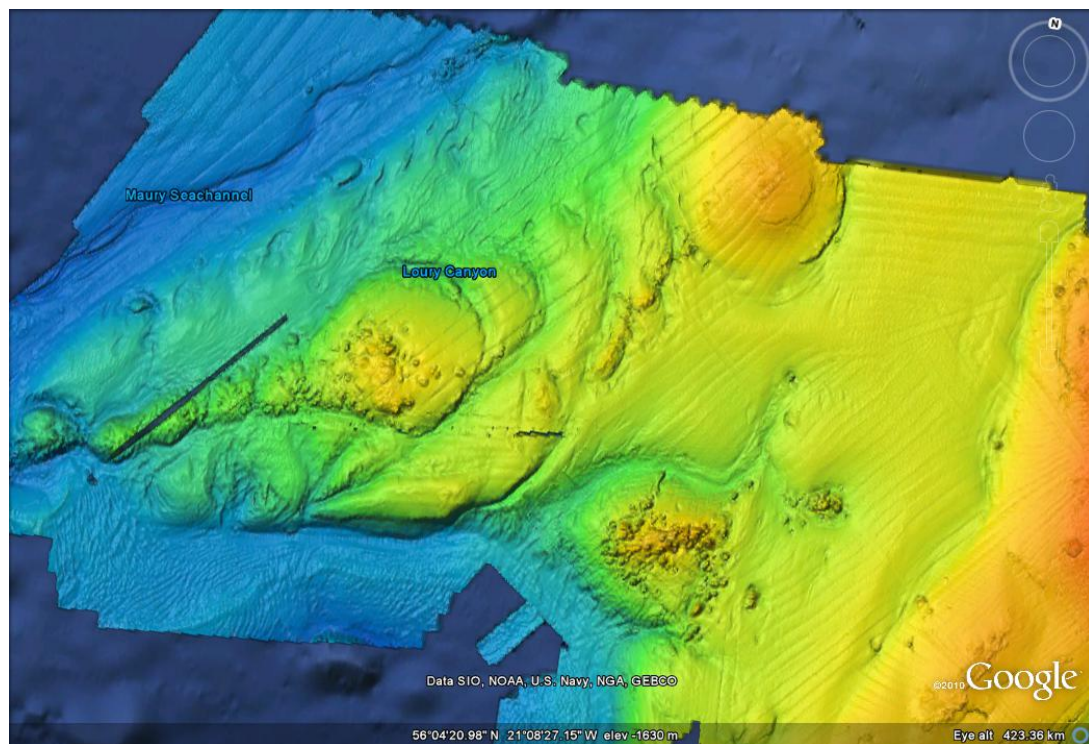 N
Maury Seachannel
Loury Canyon
Data SIO, NOAA, U.S. Navy, NGA, GEBCO
©2010 Google
56°04'20.98" N 21°08'27.15" W elev -1630 m
Eye alt 423.36 km